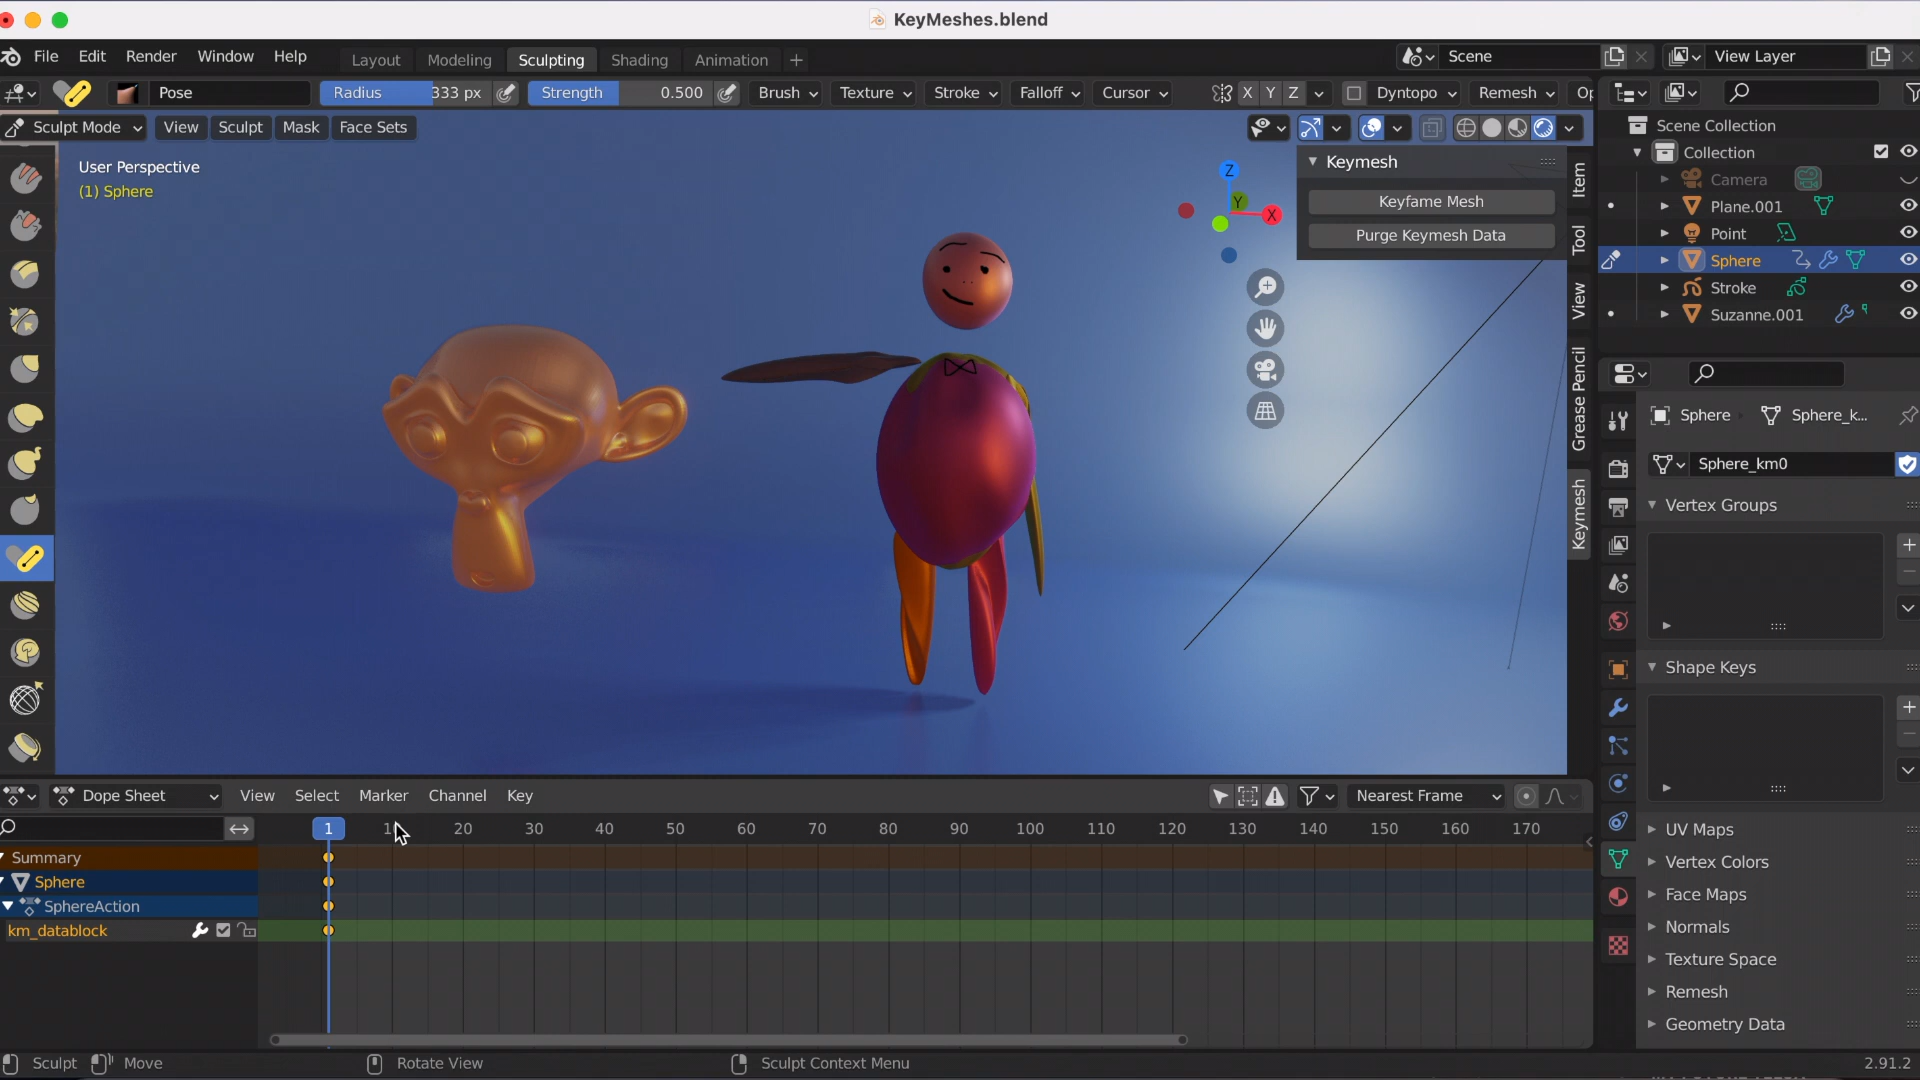 KeyMeshes.blend
File Edit Render Window Help Layout Modeling Sculpting Shading Animation + Scene View Layer
Pose Radius 333 px Strength 0.500 Brush Texture Stroke Falloff Cursor X Y Z Dyntopo Remesh
Sculpt Mode View Sculpt Mask Face Sets
User Perspective
(1) Sphere
Z
Y
X
Keymesh
Keyfame Mesh
Purge Keymesh Data
Item
Tool
View
Grease Pencil
Keymesh
Scene Collection
Collection
Camera
Plane.001
Point
Sphere
Stroke
Suzanne.001
Sphere Sphere_k...
Sphere_km0
Vertex Groups
Shape Keys
UV Maps
Vertex Colors
Face Maps
Normals
Texture Space
Remesh
Geometry Data
Dope Sheet View Select Marker Channel Key Nearest Frame
1 20 30 40 50 60 70 80 90 100 110 120 130 140 150 160 170
Summary
Sphere
SphereAction
km_datablock
Sculpt Move Rotate View Sculpt Context Menu 2.91.2